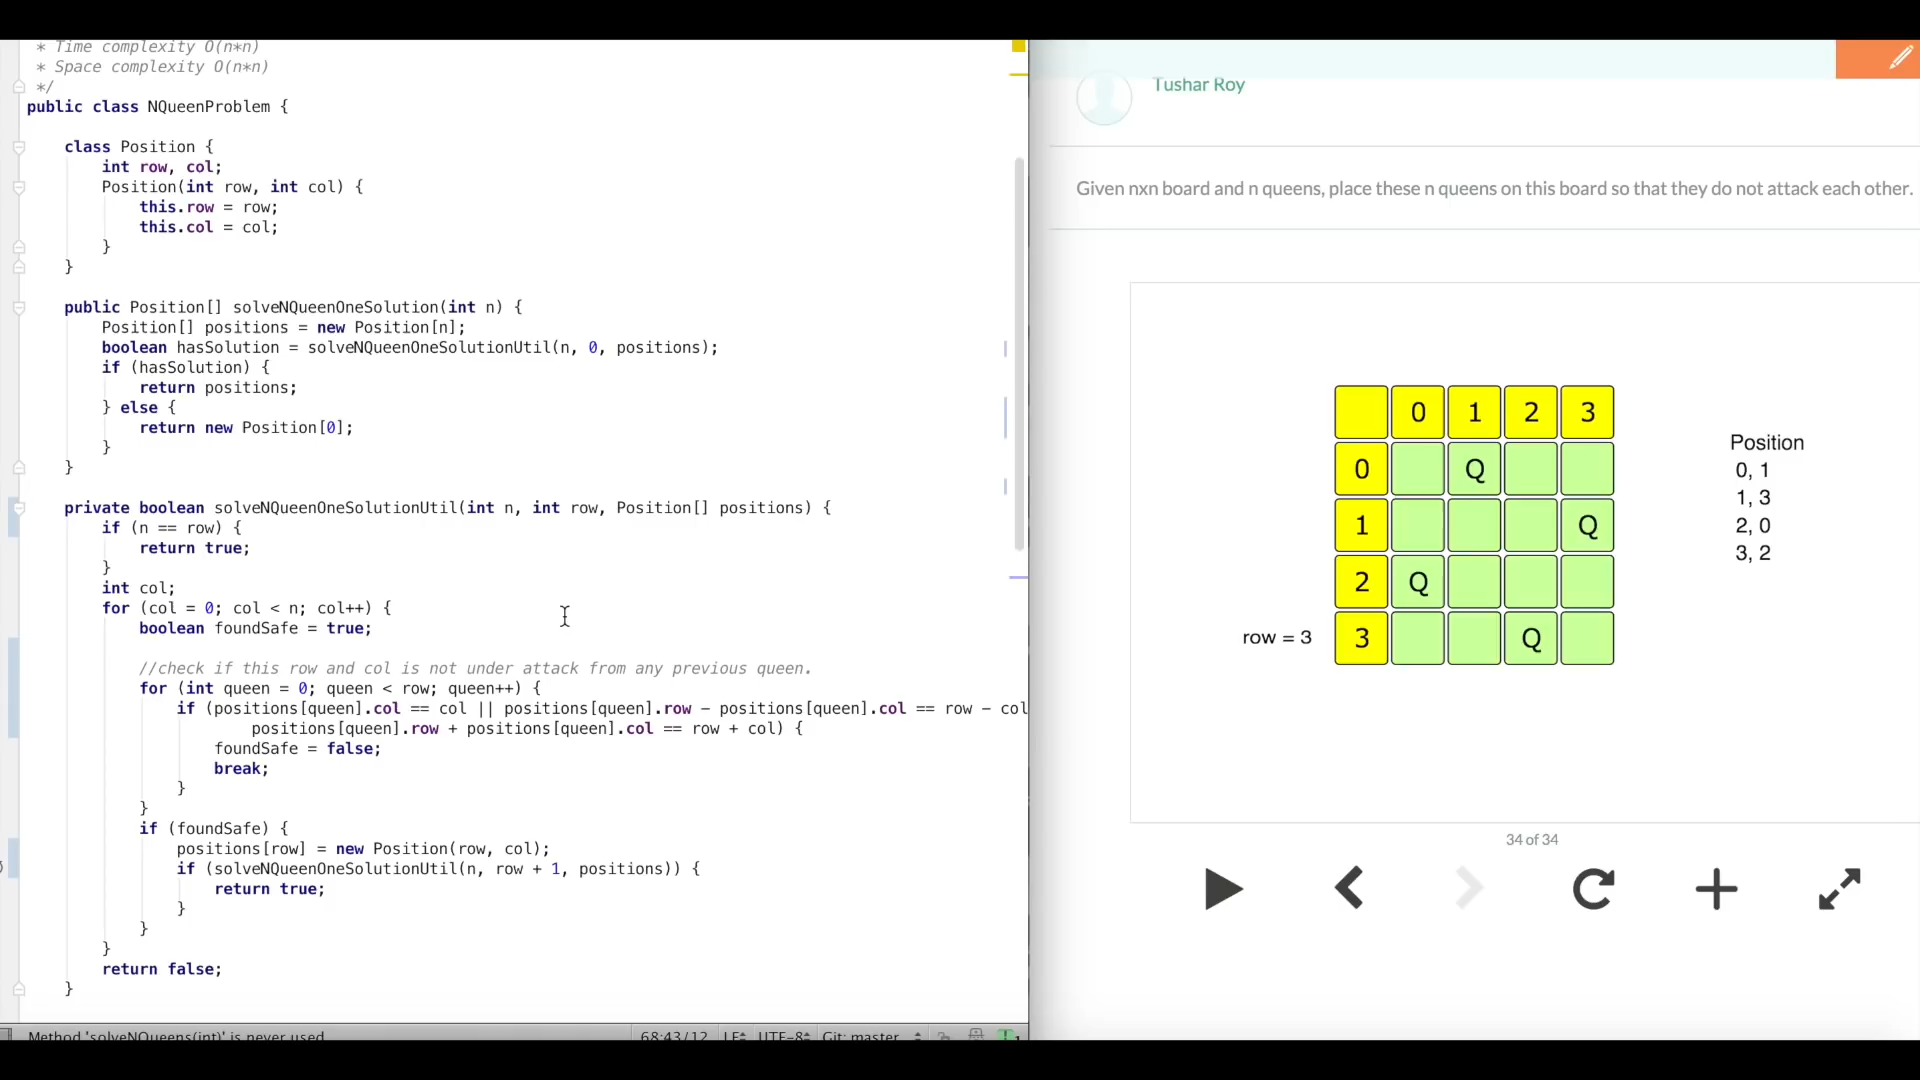 * Time complexity O(n*n)
* Space complexity O(n*n)
*/
public class NQueenProblem {
class Position {
int row, col;
Position(int row, int col) {
this.row = row;
this.col = col;
}
}
public Position[] solveNQueenOneSolution(int n) {
Position[] positions = new Position[n];
boolean hasSolution = solveNQueenOneSolutionUtil(n, 0, positions);
if (hasSolution) {
return positions;
} else {
return new Position[0];
}
}
private boolean solveNQueenOneSolutionUtil(int n, int row, Position[] positions) {
if (n == row) {
return true;
}
int col;
for (col = 0; col < n; col++) {
boolean foundSafe = true;
//check if this row and col is not under attack from any previous queen.
for (int queen = 0; queen < row; queen++) {
if (positions[queen].col == col || positions[queen].row - positions[queen].col == row - col
positions[queen].row + positions[queen].col == row + col) {
foundSafe = false;
break;
}
}
if (foundSafe) {
positions[row] = new Position(row, col);
if (solveNQueenOneSolutionUtil(n, row + 1, positions)) {
return true;
}
}
}
return false;
}
Method 'solveNQueens(int)' is never used
68:43/12 LF UTF-8 Git: master
Tushar Roy
Given nxn board and n queens, place these n queens on this board so that they do not attack each other.
0 1 2 3
0 Q
1 Q
2 Q
row = 3 3 Q
Position
0, 1
1, 3
2, 0
3, 2
34 of 34